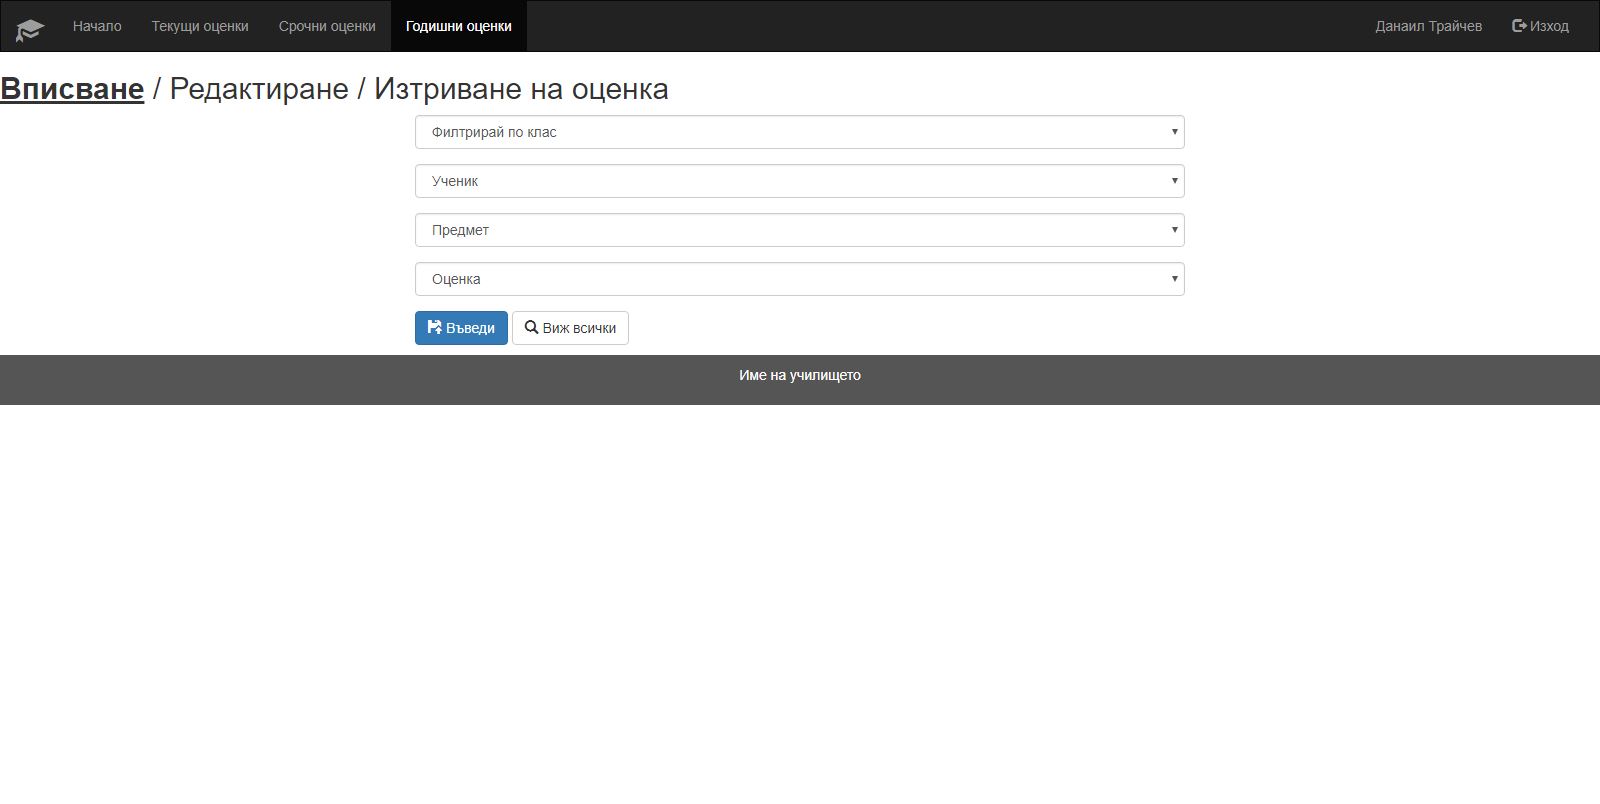 Начало Текущи оценки Срочни оценки Годишни оценки Данаил Трайчев Изход
Вписване / Редактиране / Изтриване на оценка
Филтрирай по клас
Ученик
Предмет
Оценка
Въведи Виж всички
Име на училището